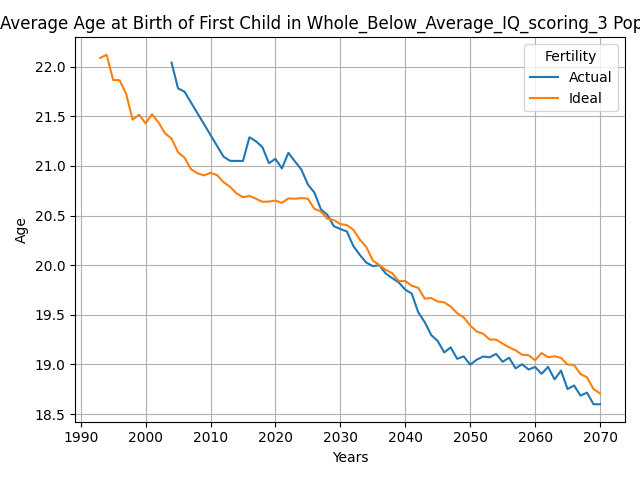 Average Age at Birth of First Child in Whole_Below_Average_IQ_scoring_3 Pop
Fertility
Actual
Ideal
22.0
21.5
21.0
20.5
20.0
19.5
19.0
18.5
Age
1990 2000 2010 2020 2030 2040 2050 2060 2070
Years